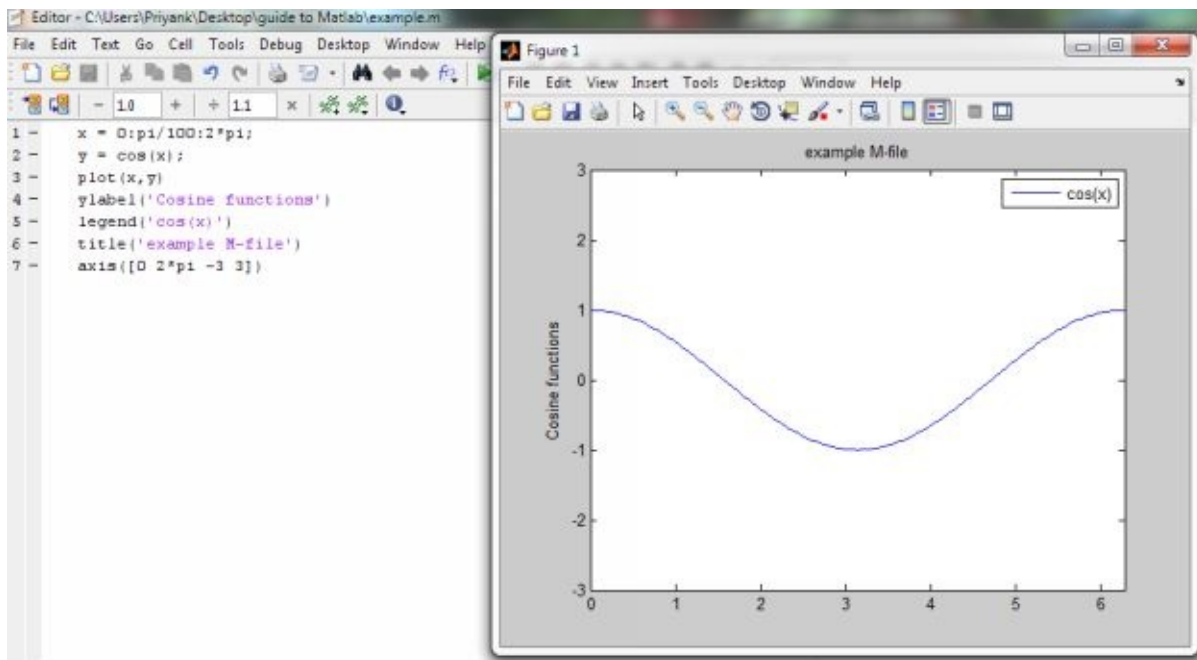 Editor - C:\Users\Priyank\Desktop\guide to Matlab\example.m
File Edit Text Go Cell Tools Debug Desktop Window Help
- 1.0 + ÷ 1.1 ×
1 - x = 0:pi/100:2*pi;
2 - y = cos(x);
3 - plot(x,y)
4 - ylabel('Cosine functions')
5 - legend('cos(x)')
6 - title('example M-file')
7 - axis([0 2*pi -3 3])
Figure 1
File Edit View Insert Tools Desktop Window Help
example M-file
cos(x)
Cosine functions
3
2
1
0
-1
-2
-3
0 1 2 3 4 5 6